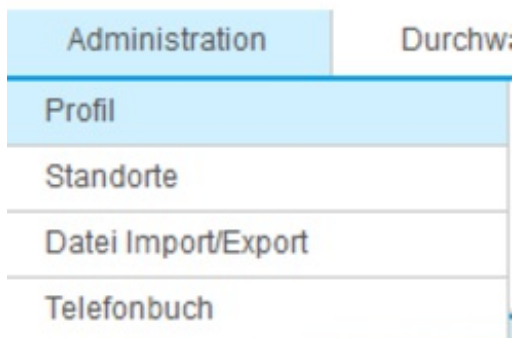 Administration
Profil
Standorte
Datei Import/Export
Telefonbuch